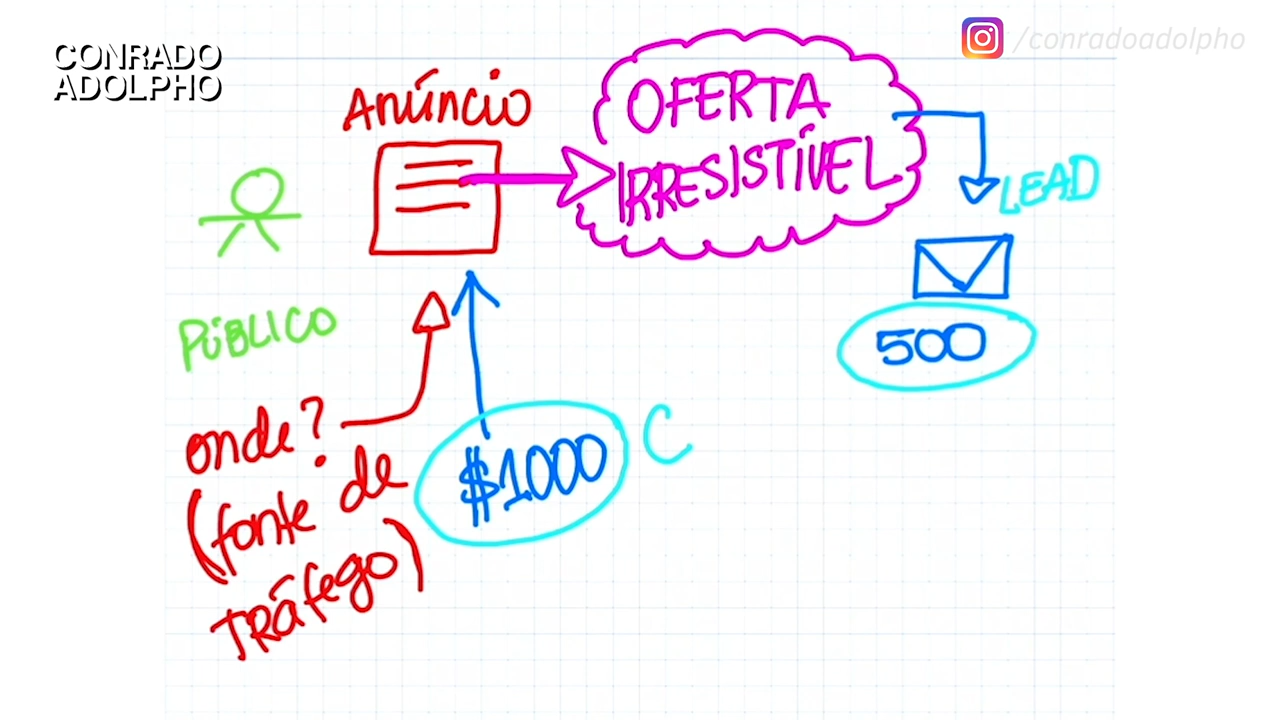 CONRADO
ADOLPHO
/conradoadolpho
Anúncio
OFERTA
IRRESISTÍVEL
LEAD
PÚBLICO
500
onde?
(fonte de
TRÁfego)
$1000
C